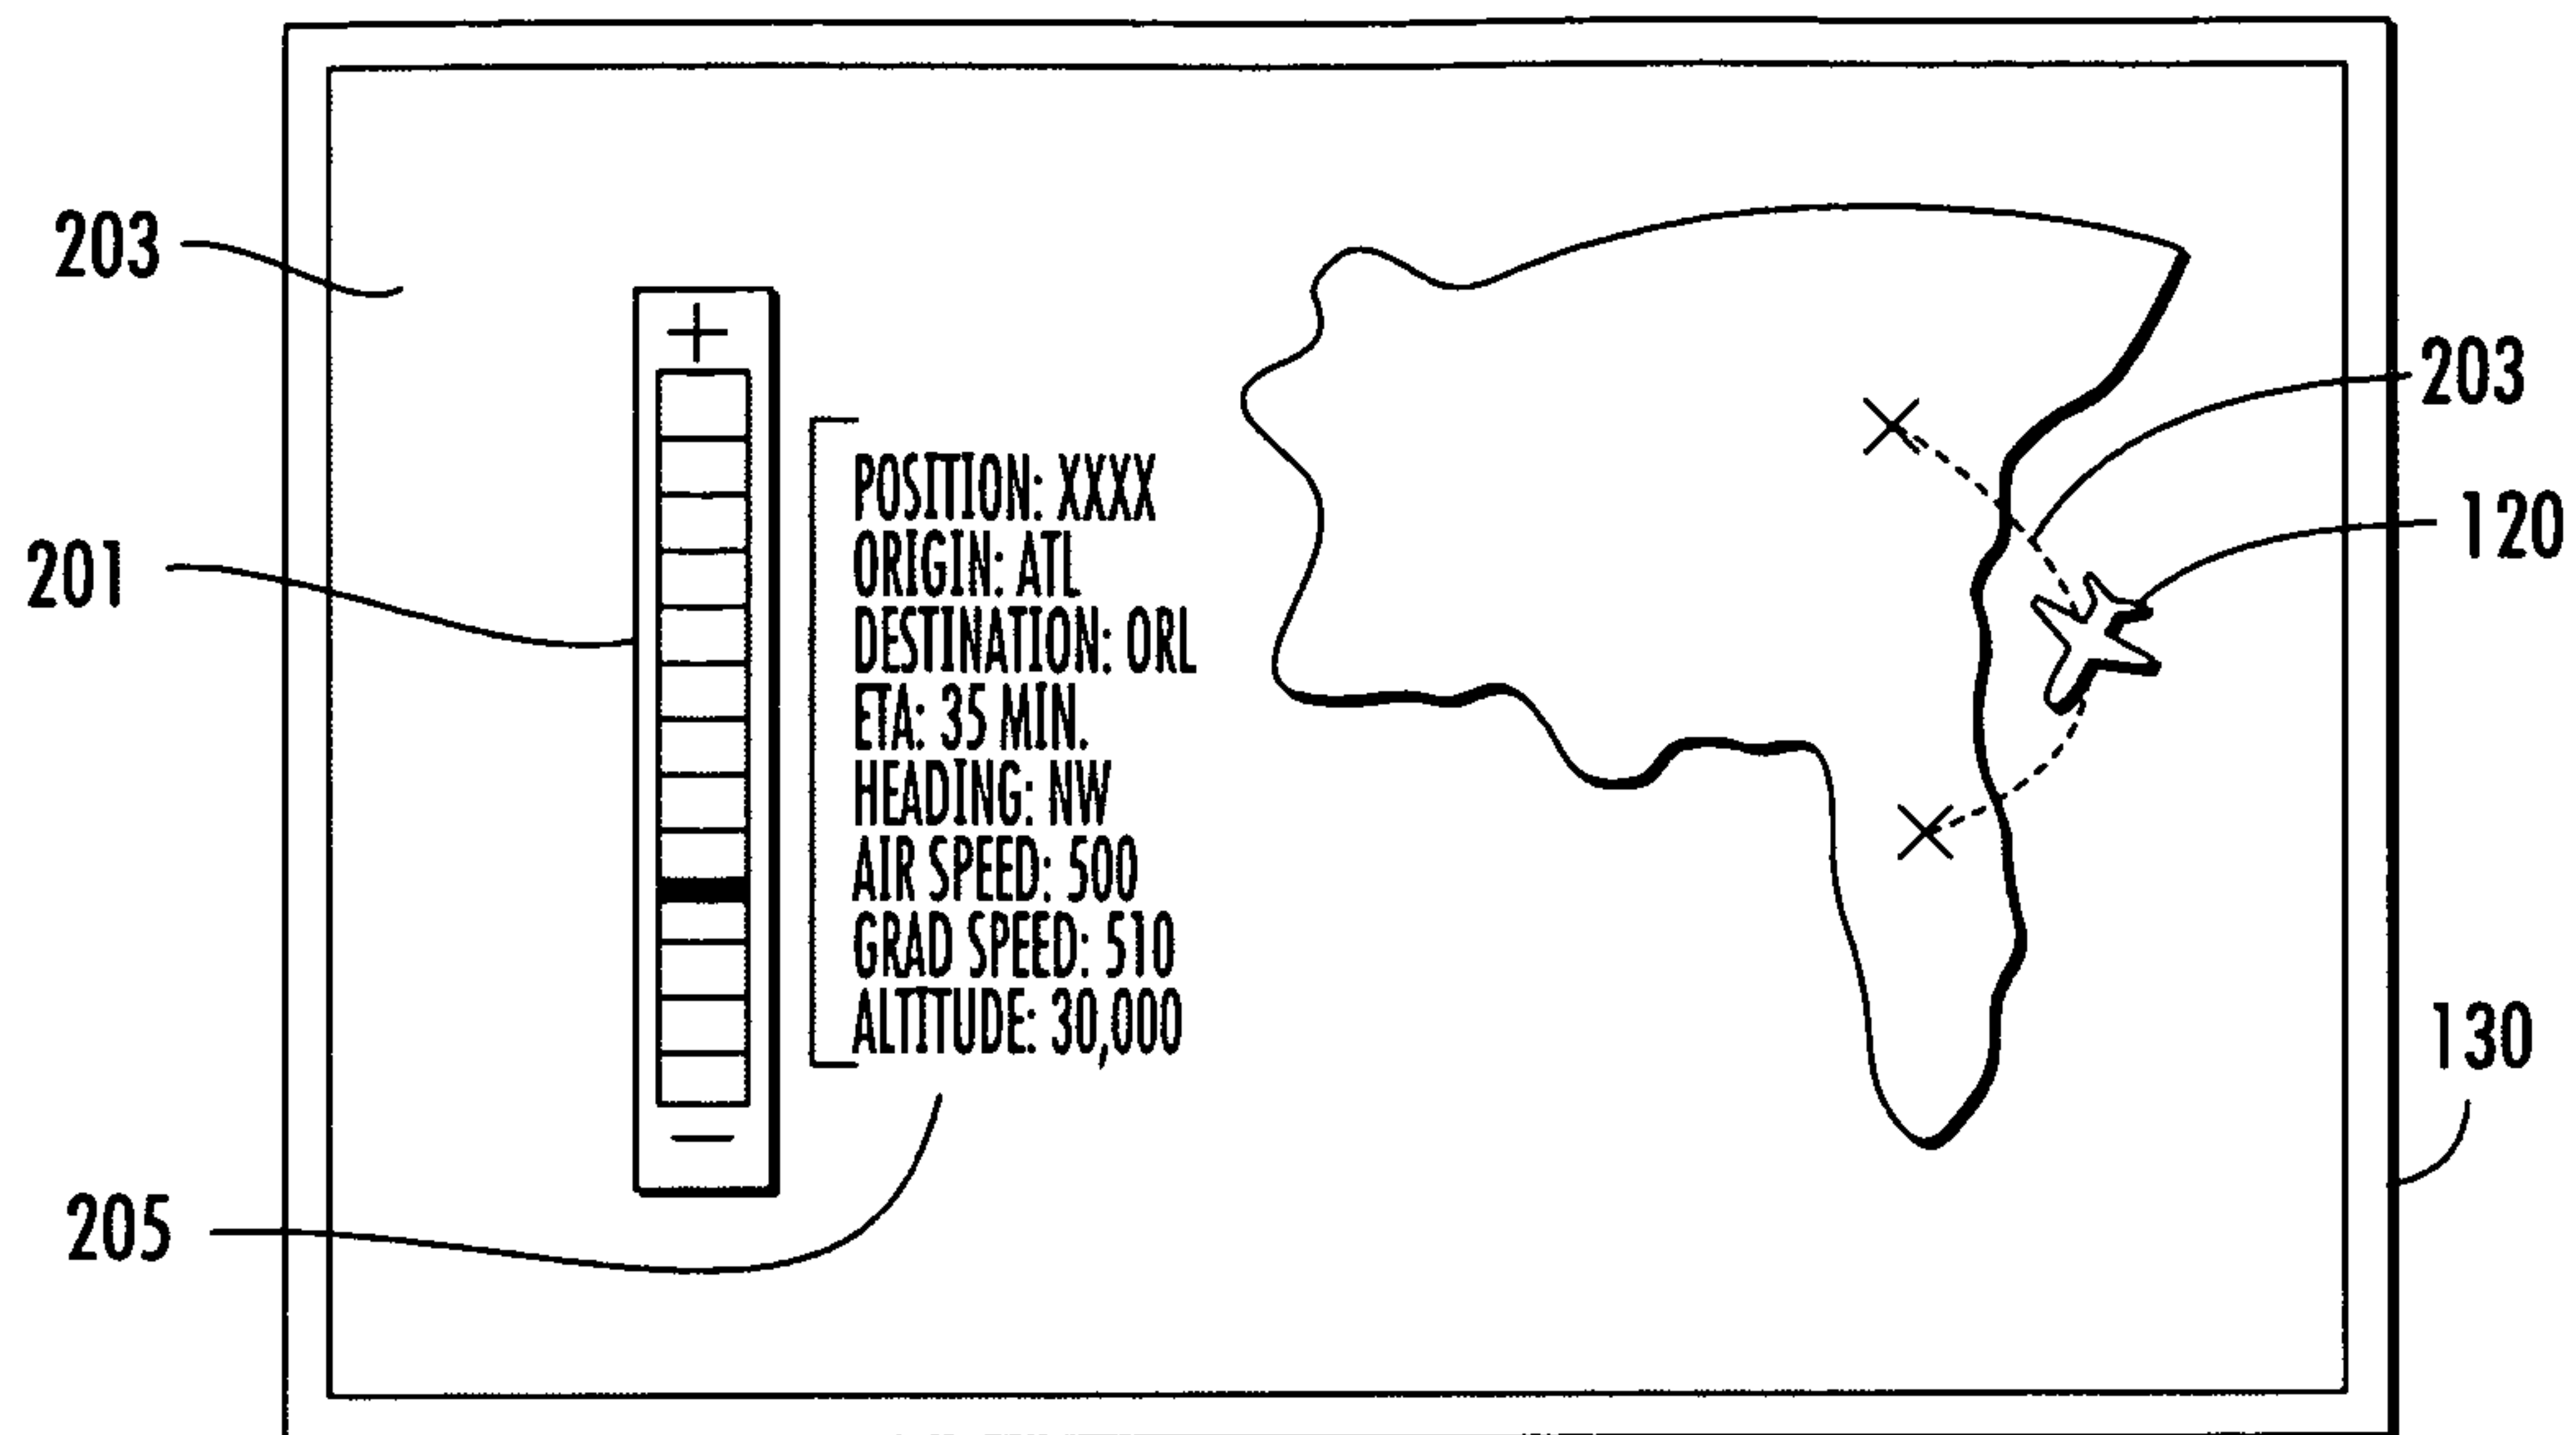 203
+
201
POSITION: XXXX
ORIGIN: ATL
DESTINATION: ORL
ETA: 35 MIN.
HEADING: NW
AIR SPEED: 500
GRAD SPEED: 510
ALTITUDE: 30,000
—
205
203
120
130